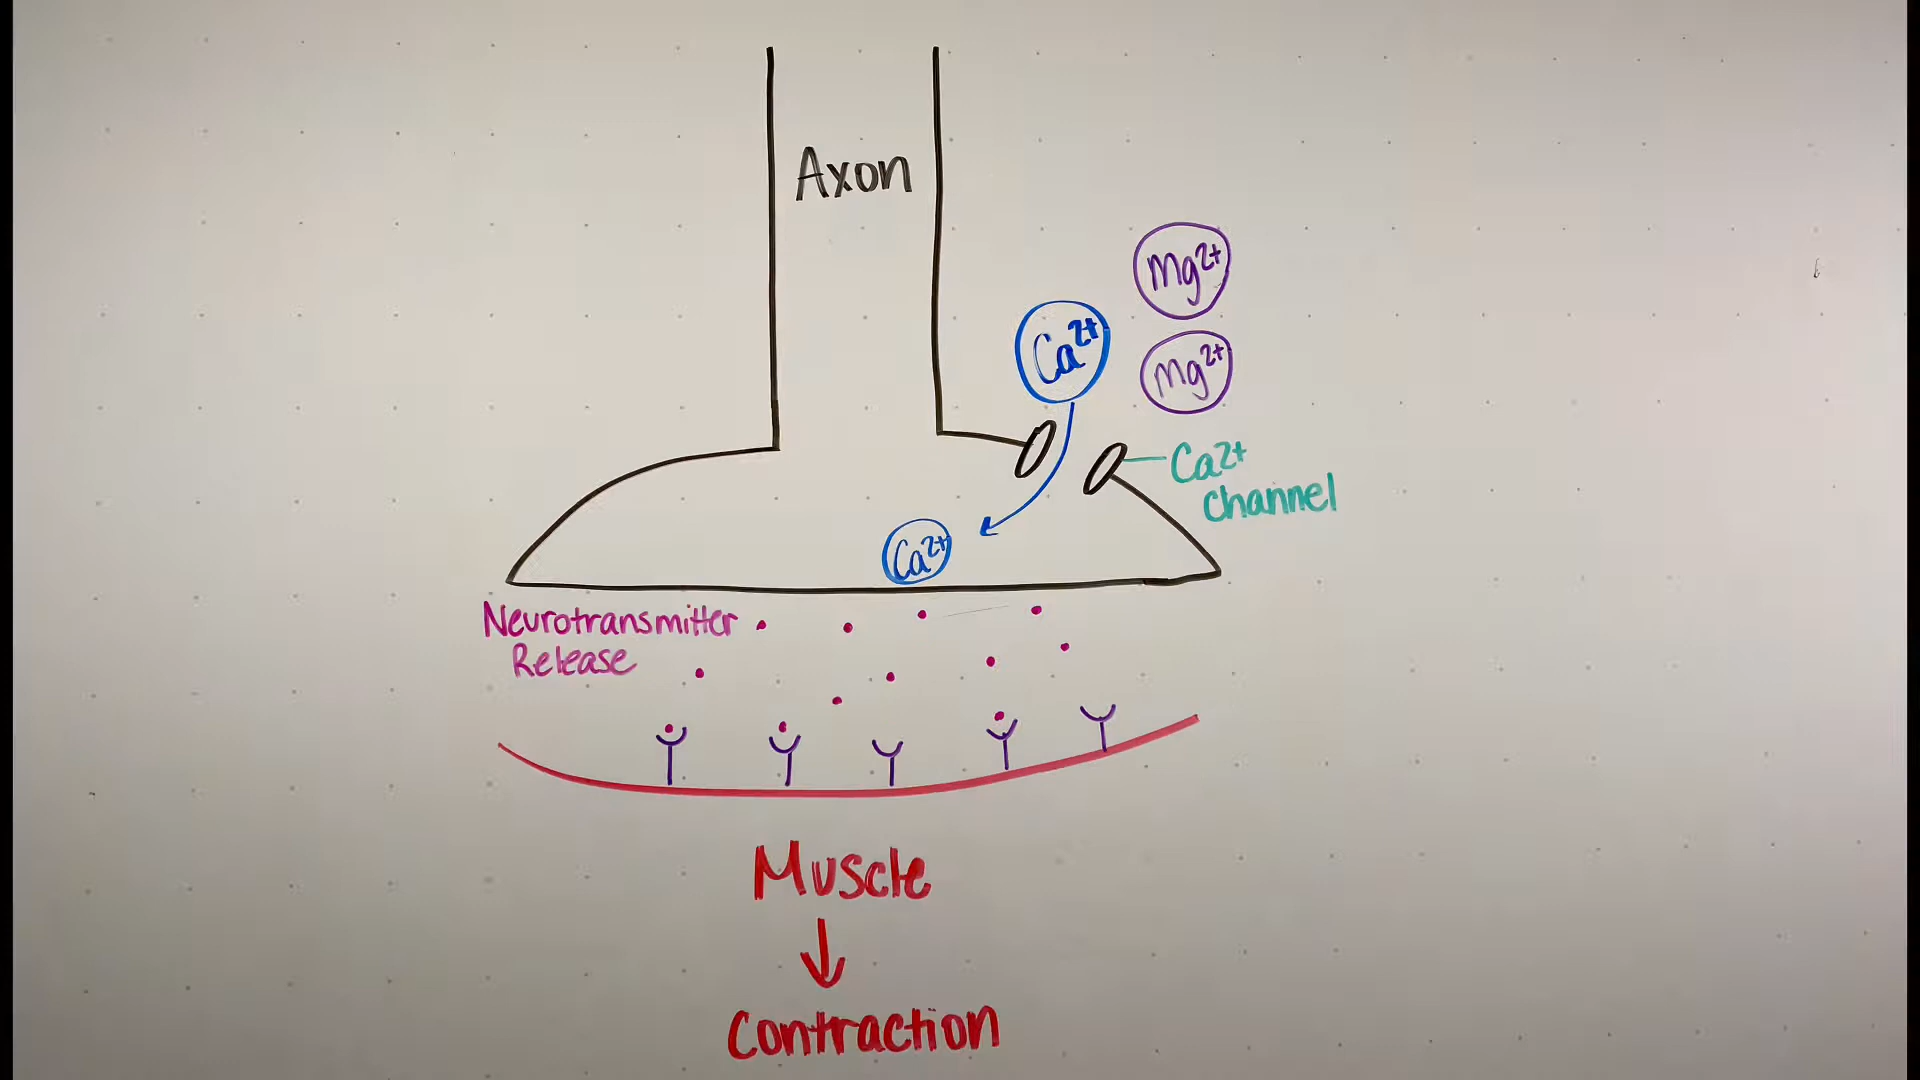 Axon
Mg2+
Ca2+
Mg2+
Ca2+
Channel
Ca2+
Neurotransmitter
Release
Muscle
Contraction